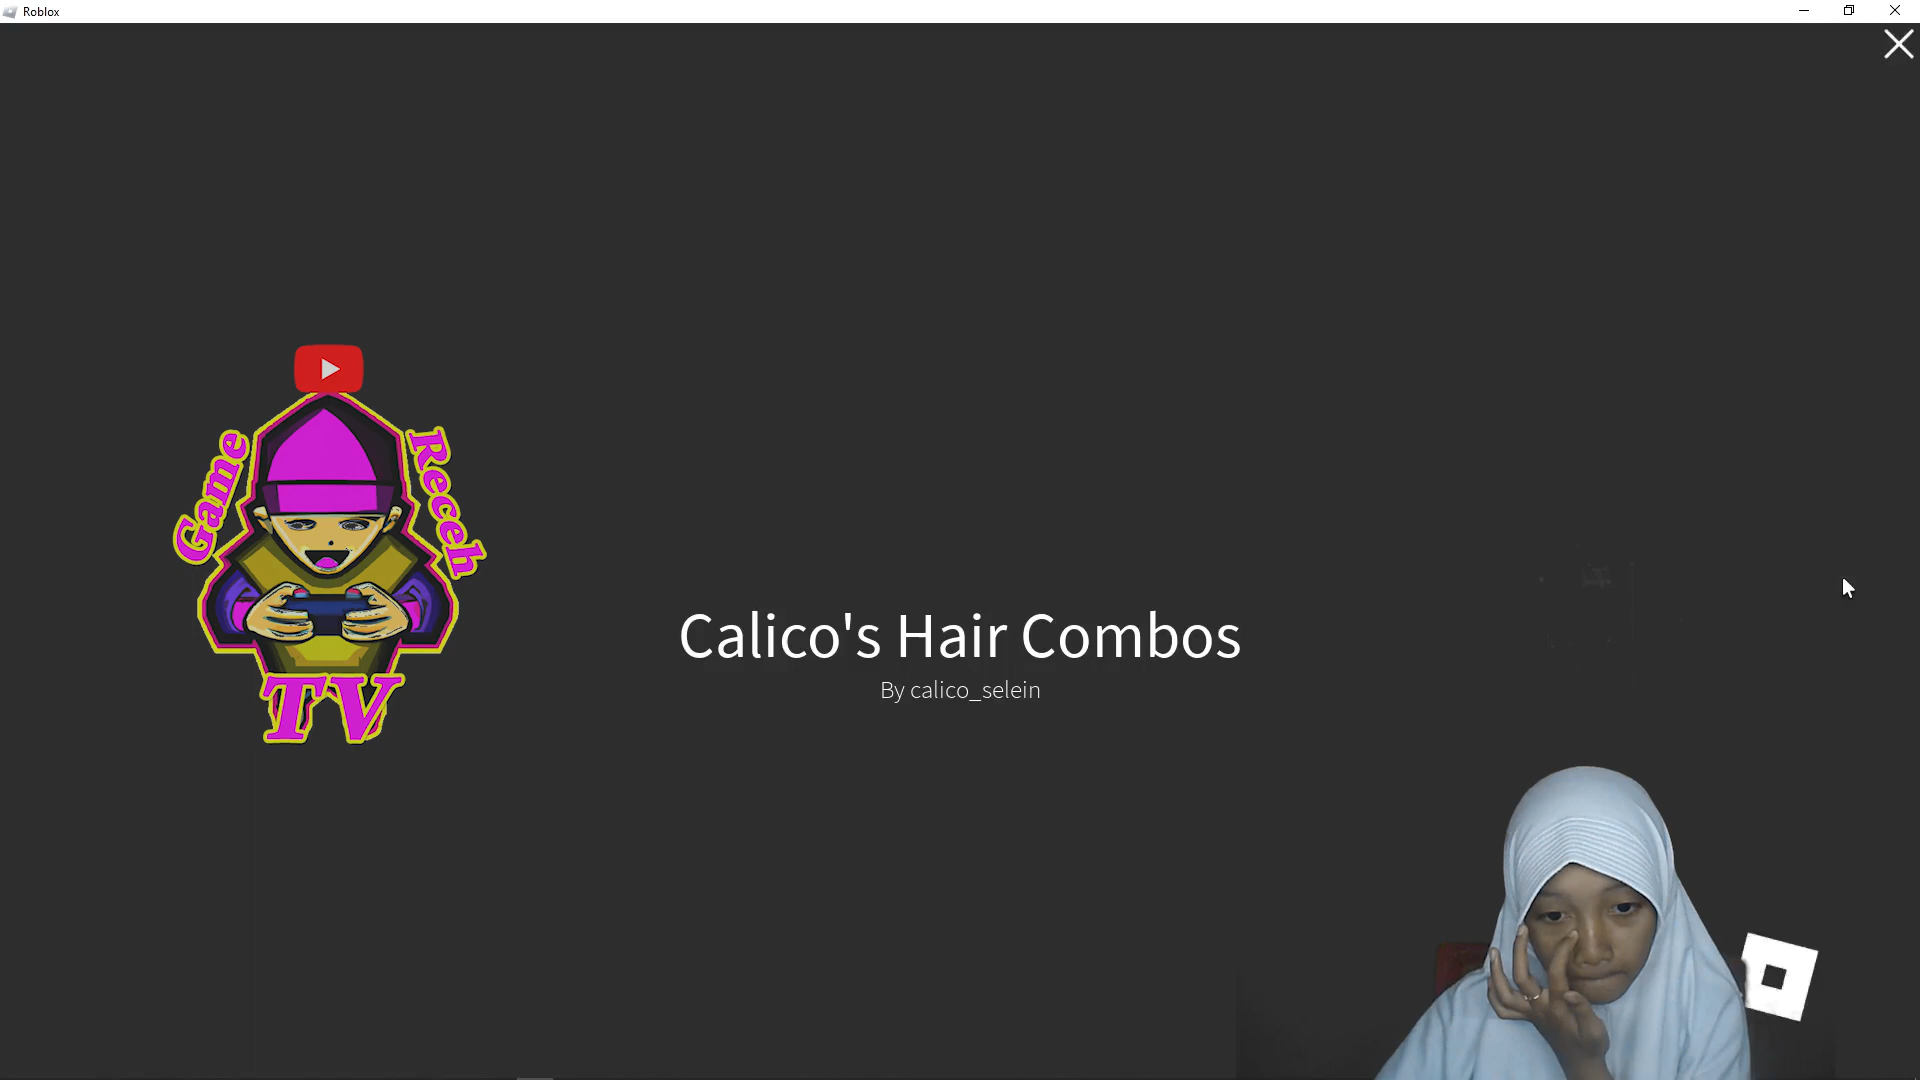 Roblox
Game
Receh
TV
Calico's Hair Combos
By calico_selein